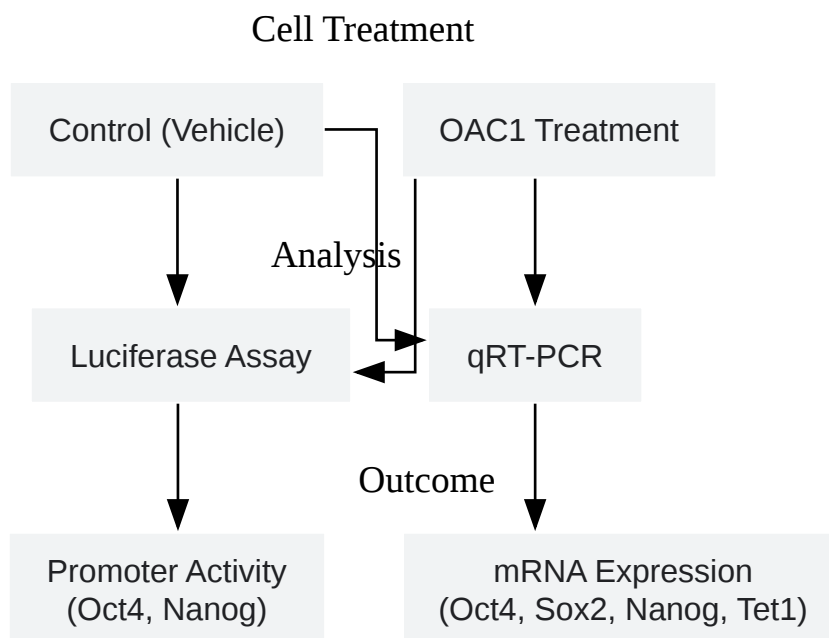 Cell Treatment
Control (Vehicle)
OAC1 Treatment
Analysis
Luciferase Assay
qRT-PCR
Outcome
Promoter Activity
(Oct4, Nanog)
mRNA Expression
(Oct4, Sox2, Nanog, Tet1)